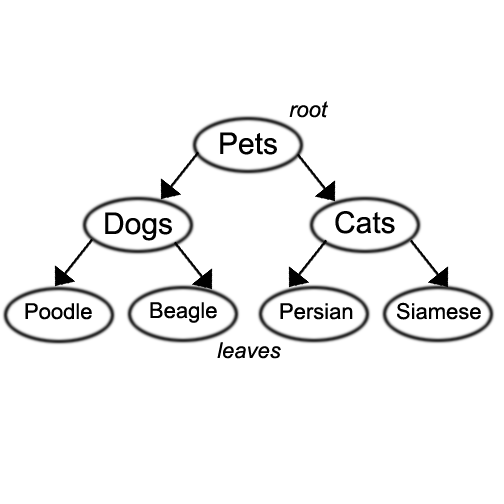 root
Pets
Dogs
Cats
Poodle
Beagle
Persian
Siamese
leaves